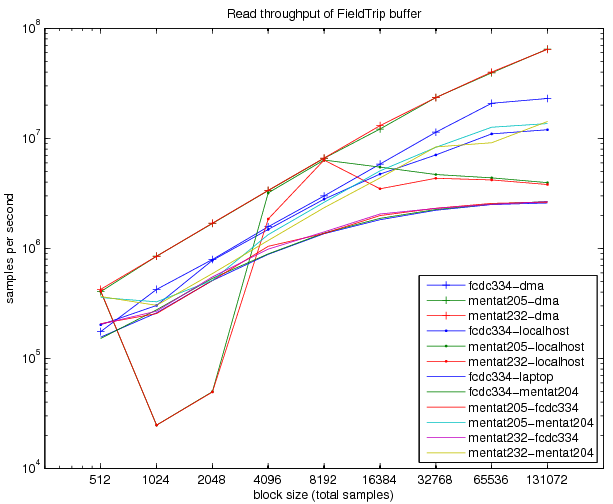 Read throughput of FieldTrip buffer
samples per second
10^8
10^7
10^6
10^5
10^4
fcdc334-dma
mentat205-dma
mentat232-dma
fcdc334-localhost
mentat205-localhost
mentat232-localhost
fcdc334-laptop
fcdc334-mentat204
mentat205-fcdc334
mentat205-mentat204
mentat232-fcdc334
mentat232-mentat204
512 1024 2048 4096 8192 16384 32768 65536 131072
block size (total samples)